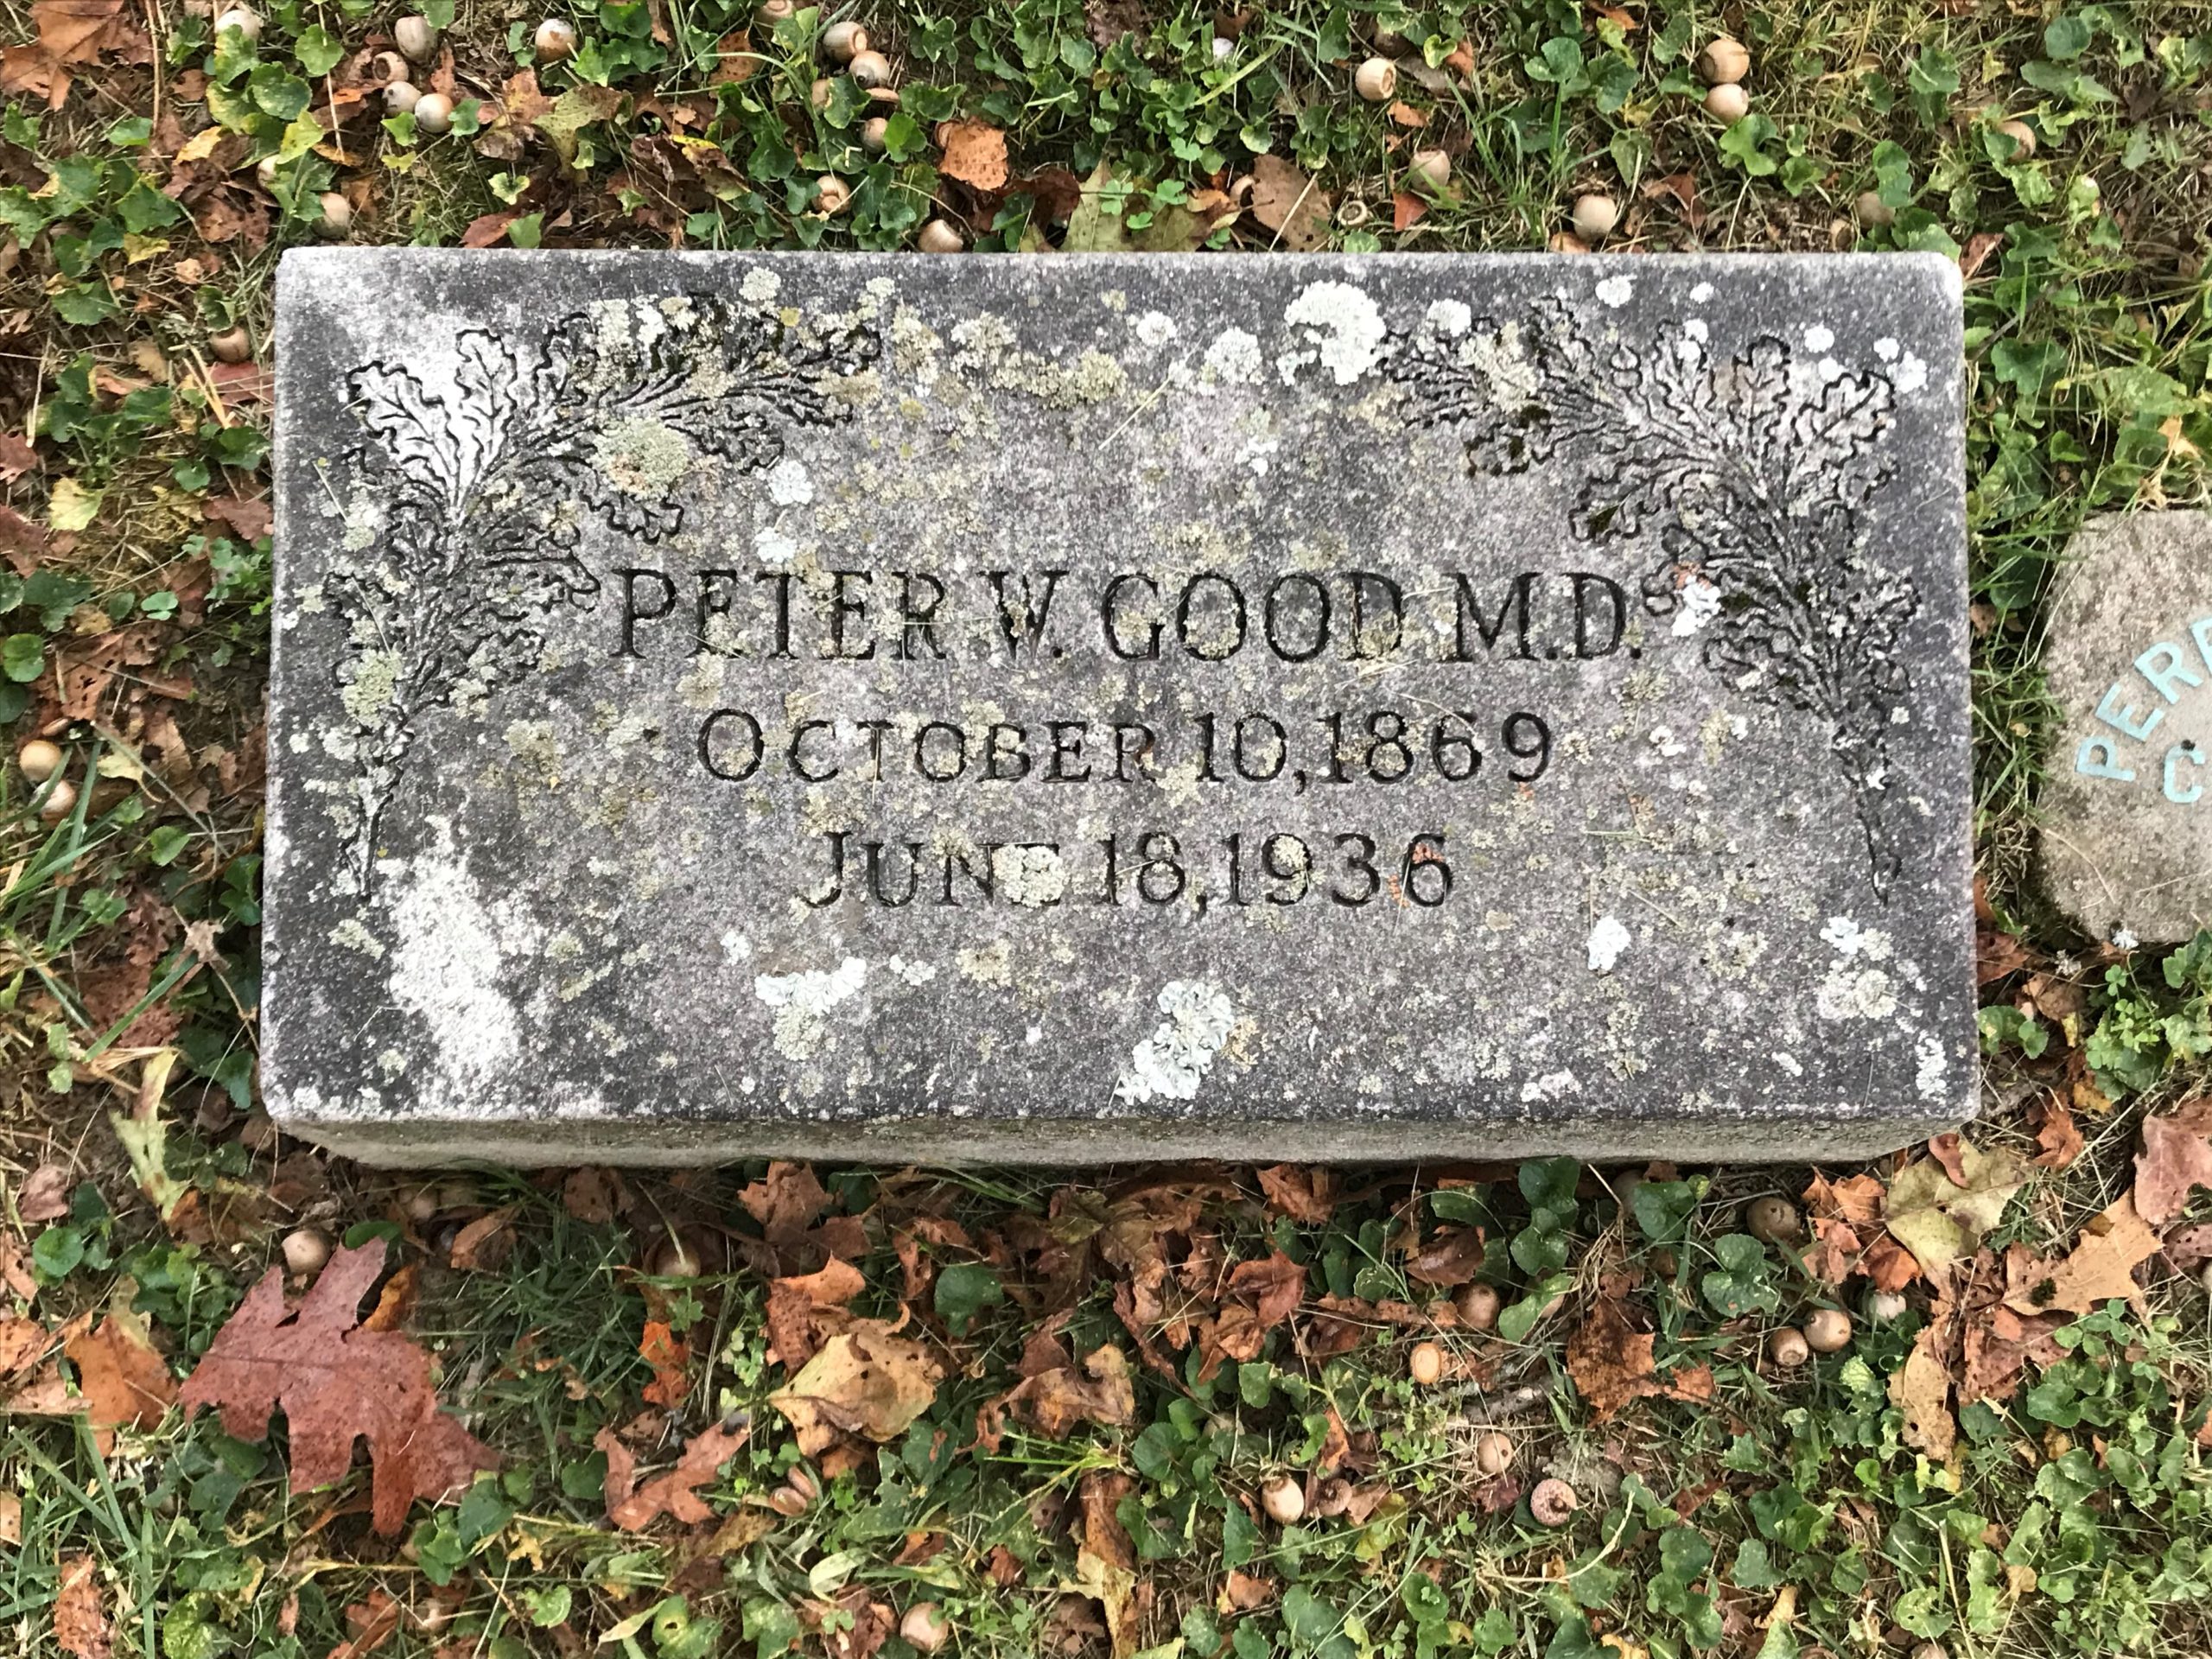 PETER W. GOOD M.D.
OCTOBER 10, 1869
JUNE 18, 1936